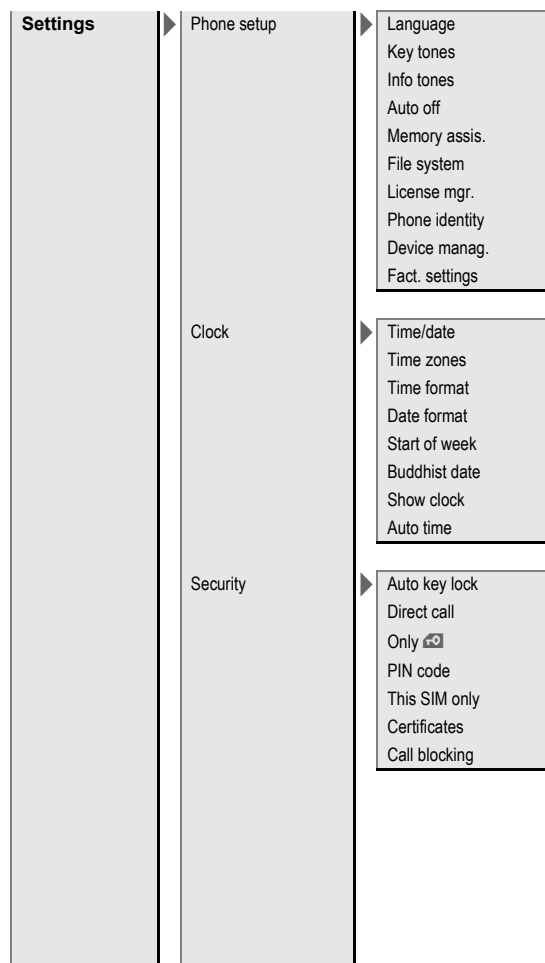 Settings
Phone setup
Language
Key tones
Info tones
Auto off
Memory assis.
File system
License mgr.
Phone identity
Device manag.
Fact. settings
Clock
Time/date
Time zones
Time format
Date format
Start of week
Buddhist date
Show clock
Auto time
Security
Auto key lock
Direct call
Only
PIN code
This SIM only
Certificates
Call blocking